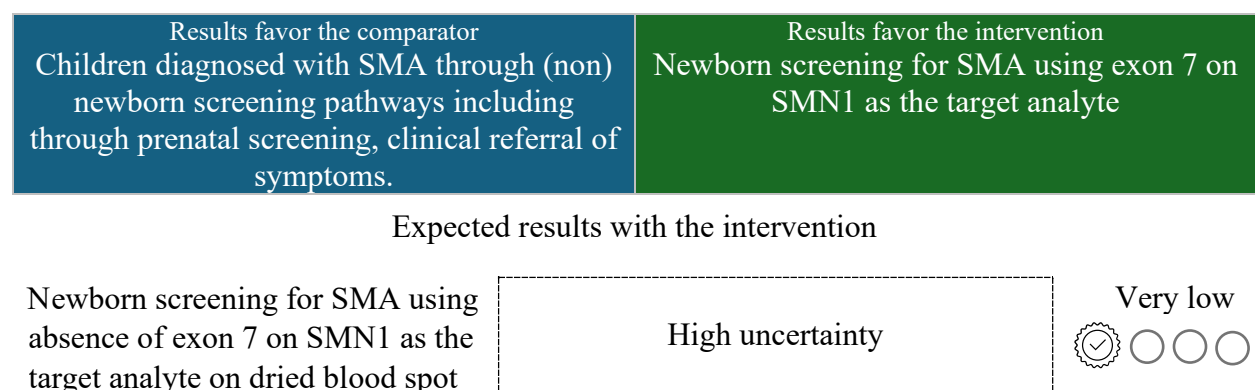 Results favor the comparator
Children diagnosed with SMA through (non)
newborn screening pathways including
through prenatal screening, clinical referral of
symptoms.
Results favor the intervention
Newborn screening for SMA using exon 7 on
SMN1 as the target analyte
Expected results with the intervention
Newborn screening for SMA using
absence of exon 7 on SMN1 as the
target analyte on dried blood spot
High uncertainty
Very low